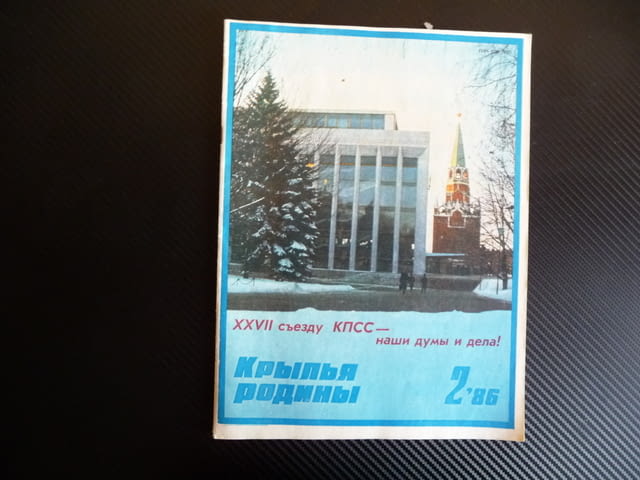 XXVII съезду КПСС —
наши думы и дела!
Крылья
родины
2'86